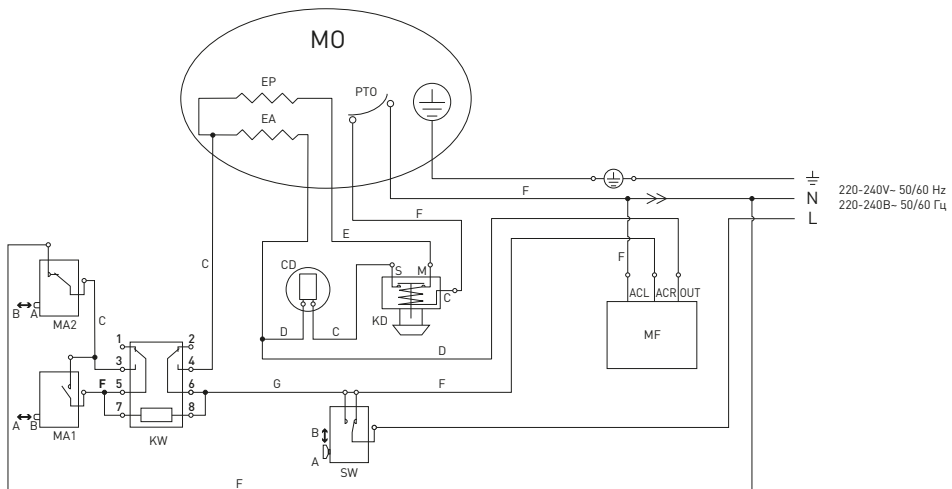 MO
EP
PTO
EA
F
N
220-240V~ 50/60 Hz
220-240В~ 50/60 Гц
L
F
E
F
C
CD
S
M
C
KD
ACL
ACR
OUT
MF
B
A
MA2
C
D
C
D
1
2
3
4
F
5
6
G
F
7
8
A
B
MA1
KW
B
A
SW
F